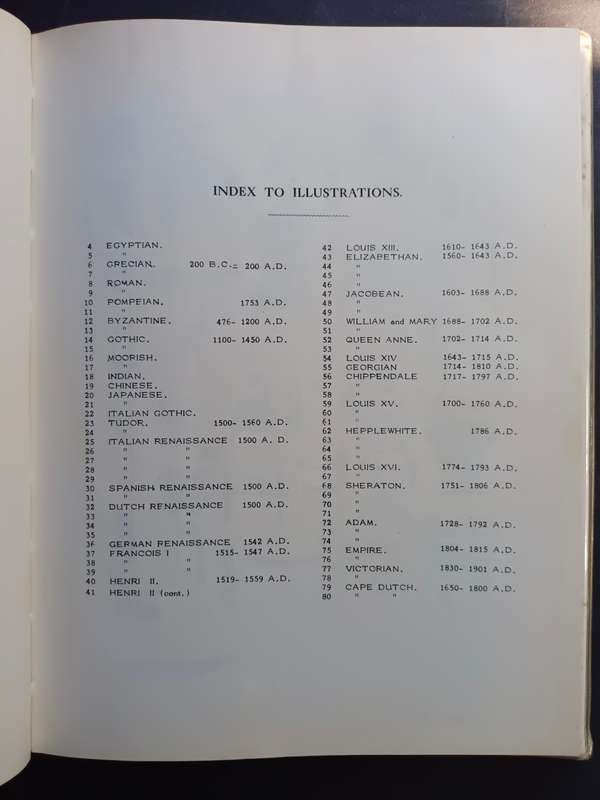 INDEX TO ILLUSTRATIONS.
4 EGYPTIAN.
5 "
6 GRECIAN. 200 B.C.= 200 A.D.
7 "
8 ROMAN.
9 "
10 POMPEIAN. 1753 A.D.
11 "
12 BYZANTINE. 476- 1200 A.D.
13 "
14 GOTHIC. 1100- 1450 A.D.
15 "
16 MOORISH.
17 "
18 INDIAN.
19 CHINESE.
20 JAPANESE.
21 "
22 ITALIAN GOTHIC.
23 TUDOR. 1500- 1560 A.D.
24 "
25 ITALIAN RENAISSANCE 1500 A. D.
26 " "
27 " "
28 " "
29 " "
30 SPANISH RENAISSANCE 1500 A.D.
31 " "
32 DUTCH RENAISSANCE 1500 A.D.
33 " "
34 " "
35 " "
36 GERMAN RENAISSANCE 1542 A.D.
37 FRANCOIS I 1515- 1547 A.D.
38 " "
39 " "
40 HENRI II. 1519- 1559 A.D.
41 HENRI II (cont.)
42 LOUIS XIII. 1610- 1643 A.D.
43 ELIZABETHAN. 1560- 1643 A.D.
44 "
45 "
46 "
47 JACOBEAN. 1603- 1688 A.D.
48 "
49 "
50 WILLIAM and MARY 1688- 1702 A.D.
51 "
52 QUEEN ANNE. 1702- 1714 A.D.
53 "
54 LOUIS XIV 1643- 1715 A.D.
55 GEORGIAN 1714- 1810 A.D.
56 CHIPPENDALE 1717- 1797 A.D.
57 "
58 "
59 LOUIS XV. 1700- 1760 A.D.
60 "
61 "
62 HEPPLEWHITE. 1786 A.D.
63 "
64 "
65 "
66 LOUIS XVI. 1774- 1793 A.D.
67 "
68 SHERATON. 1751- 1806 A.D.
69 "
70 "
71 "
72 ADAM. 1728- 1792 A.D.
73 "
74 "
75 EMPIRE. 1804- 1815 A.D.
76 "
77 VICTORIAN. 1830- 1901 A.D.
78 "
79 CAPE DUTCH. 1650- 1800 A.D.
80 " "